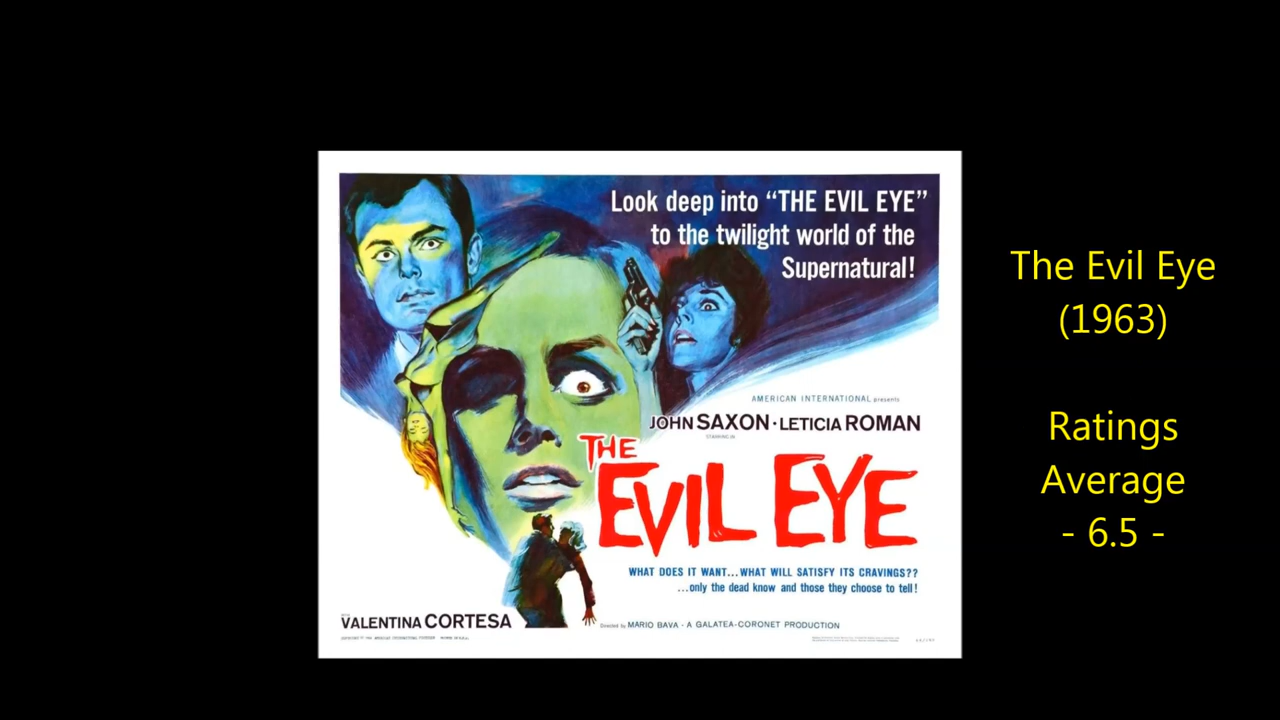 Look deep into “THE EVIL EYE”
to the twilight world of the
Supernatural!
AMERICAN INTERNATIONAL presents
JOHN SAXON · LETICIA ROMAN
STARRING IN
THE
EVIL EYE
WHAT DOES IT WANT...WHAT WILL SATISFY ITS CRAVINGS??
...only the dead know and those they choose to tell!
WITH
VALENTINA CORTESA
Directed by MARIO BAVA · A GALATEA-CORONET PRODUCTION
The Evil Eye
(1963)
Ratings
Average
- 6.5 -